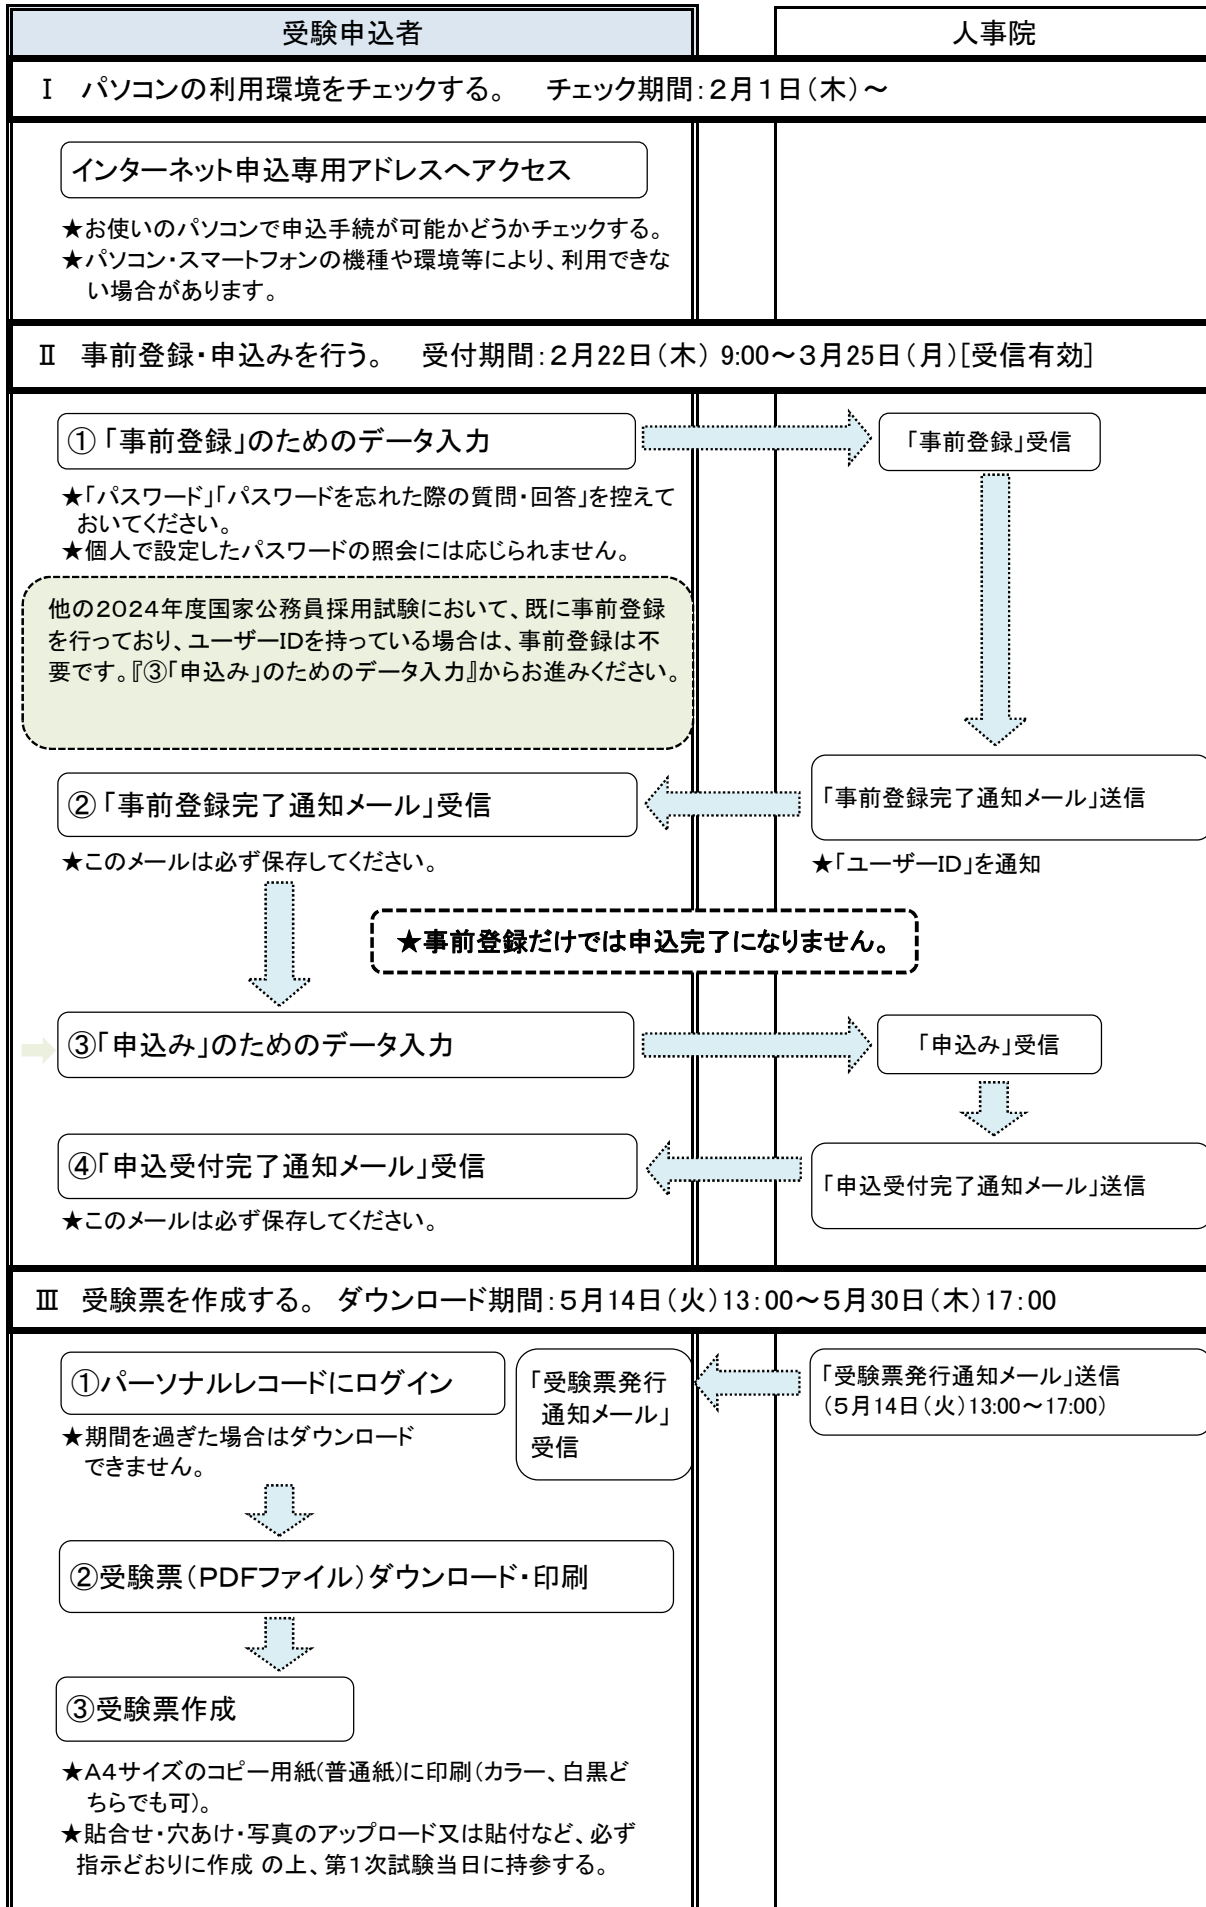 受験申込者
人事院
Ⅰ　パソコンの利用環境をチェックする。　チェック期間：２月１日（木）～
インターネット申込専用アドレスへアクセス
★お使いのパソコンで申込手続が可能かどうかチェックする。
★パソコン・スマートフォンの機種や環境等により、利用できな
い場合があります。
Ⅱ　事前登録・申込みを行う。　受付期間：２月22日（木） 9:00～３月25日（月）[受信有効]
①「事前登録」のためのデータ入力
「事前登録」受信
★「パスワード」「パスワードを忘れた際の質問・回答」を控えて
おいてください。
★個人で設定したパスワードの照会には応じられません。
他の２０２４年度国家公務員採用試験において、既に事前登録
を行っており、ユーザーIDを持っている場合は、事前登録は不
要です。『③「申込み」のためのデータ入力』からお進みください。
②「事前登録完了通知メール」受信
「事前登録完了通知メール」送信
★このメールは必ず保存してください。
★「ユーザーID」を通知
★事前登録だけでは申込完了になりません。
③「申込み」のためのデータ入力
「申込み」受信
④「申込受付完了通知メール」受信
「申込受付完了通知メール」送信
★このメールは必ず保存してください。
Ⅲ　受験票を作成する。　ダウンロード期間：５月14日（火）13：00～５月30日（木）17：00
①パーソナルレコードにログイン
「受験票発行
通知メール」
受信
「受験票発行通知メール」送信
（５月14日（火）13:00～17:00）
★期間を過ぎた場合はダウンロード
できません。
②受験票（ＰＤＦファイル）ダウンロード・印刷
③受験票作成
★Ａ４サイズのコピー用紙(普通紙)に印刷（カラー、白黒ど
ちらでも可）。
★貼合せ・穴あけ・写真のアップロード又は貼付など、必ず
指示どおりに作成 の上、第１次試験当日に持参する。